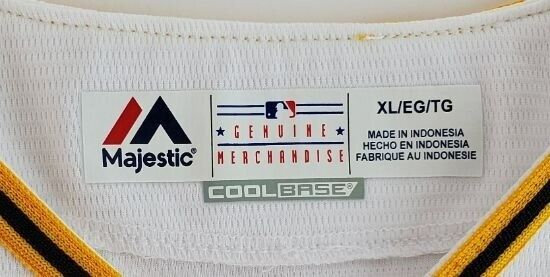 Majestic®
★ GENUINE ★
MERCHANDISE
XL/EG/TG
MADE IN INDONESIA
HECHO EN INDONESIA
FABRIQUE AU INDONESIE
COOLBASE®